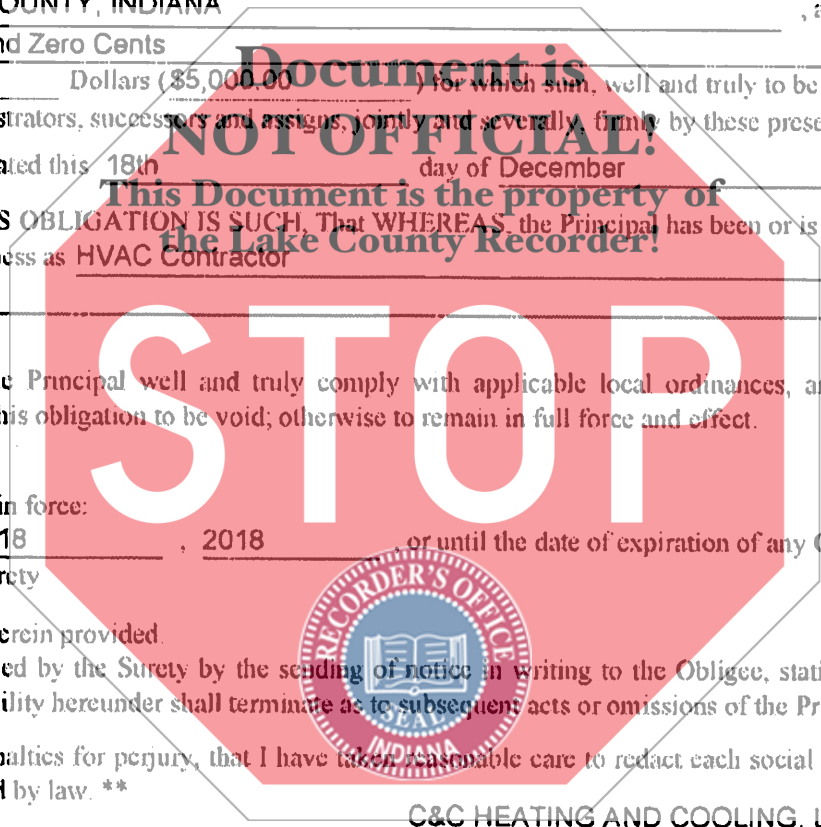 OUNTY, INDIANA , a
nd Zero Cents
Document is
Dollars ( $5,000.00 ) for which sum, well and truly to be
strators, successors and assigns, jointly and severally, firmly by these prese
NOT OFFICIAL!
ated this 18th day of December
This Document is the property of
S OBLIGATION IS SUCH, That WHEREAS, the Principal has been or is
the Lake County Recorder!
ess as HVAC Contractor
STOP
e Principal well and truly comply with applicable local ordinances, a
his obligation to be void; otherwise to remain in full force and effect.
in force:
18 , 2018 , or until the date of expiration of any C
rety
RECORDER'S OFFICE
SEAL
INDIANA
erein provided.
ed by the Surety by the sending of notice in writing to the Obligee, stati
ility hereunder shall terminate as to subsequent acts or omissions of the Pr
nalties for perjury, that I have taken reasonable care to redact each social
d by law. **
C&C HEATING AND COOLING, L